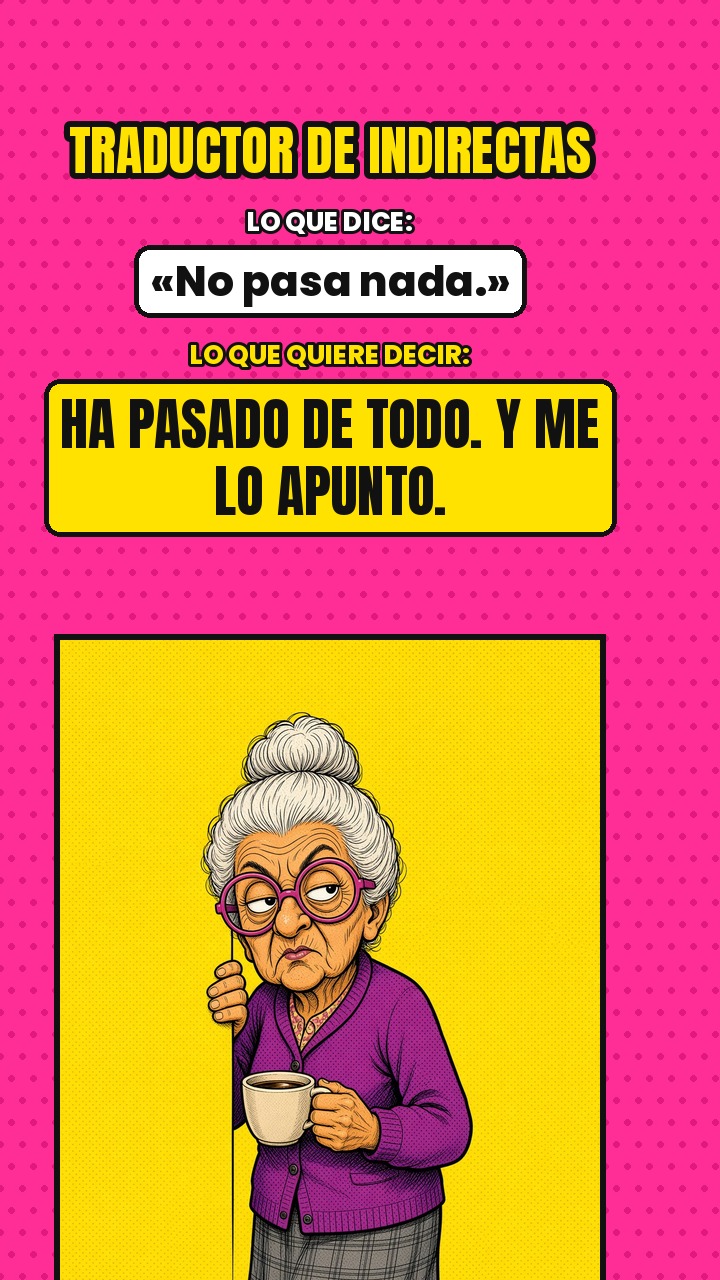 TRADUCTOR DE INDIRECTAS
LO QUE DICE:
«No pasa nada.»
LO QUE QUIERE DECIR:
HA PASADO DE TODO. Y ME
LO APUNTO.